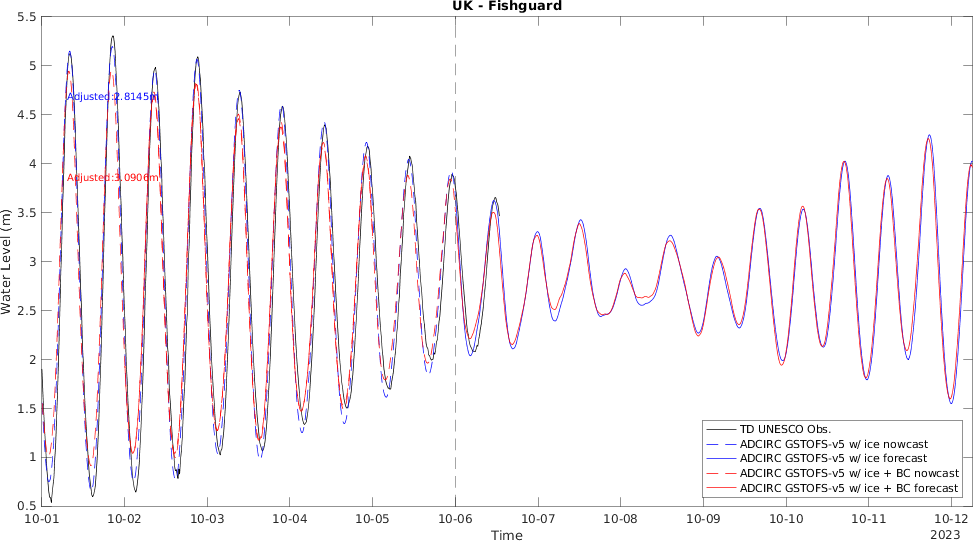 UK - Fishguard
5.5
5
4.5
4
3.5
3
2.5
2
1.5
1
0.5
Water Level (m)
Adjusted:2.8145m
Adjusted:3.0906m
TD UNESCO Obs.
ADCIRC GSTOFS-v5 w/ ice nowcast
ADCIRC GSTOFS-v5 w/ ice forecast
ADCIRC GSTOFS-v5 w/ ice + BC nowcast
ADCIRC GSTOFS-v5 w/ ice + BC forecast
10-01 10-02 10-03 10-04 10-05 10-06 10-07 10-08 10-09 10-10 10-11 10-12
2023
Time